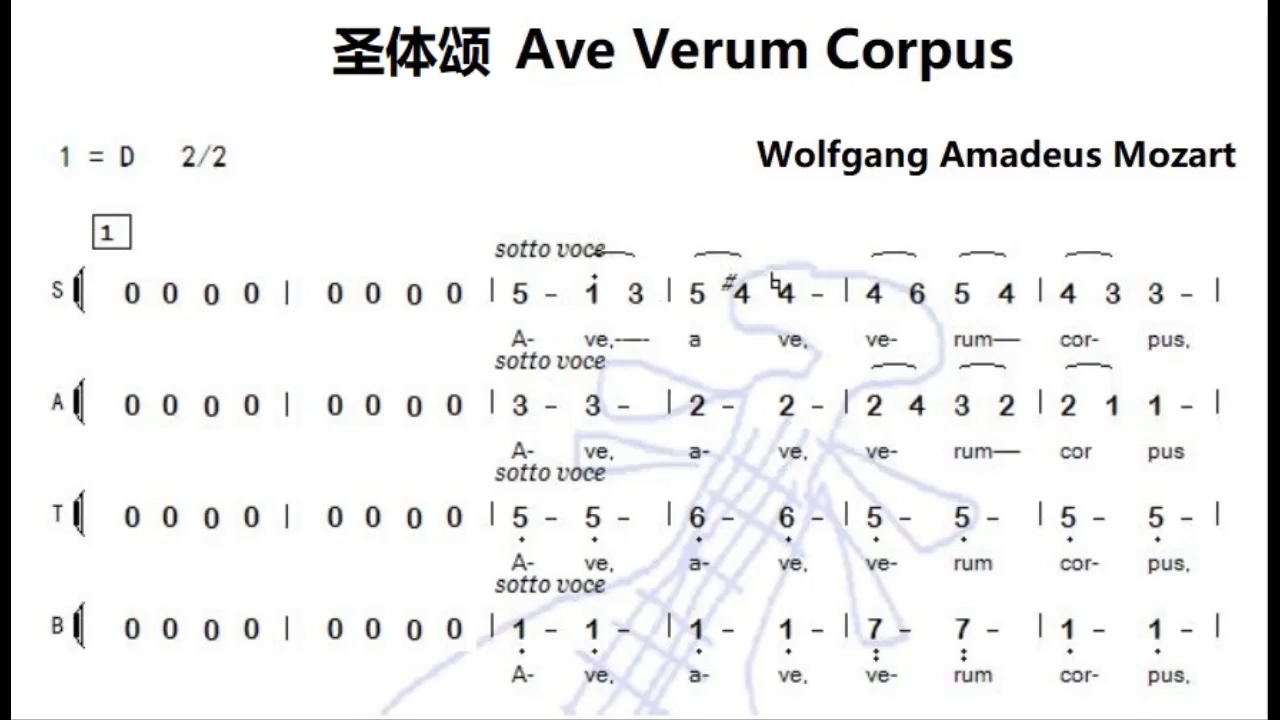 圣体颂 Ave Verum Corpus
1 = D 2/2
Wolfgang Amadeus Mozart
1
sotto voce
S 0 0 0 0 | 0 0 0 0 | 5 - 1̇ 3 | 5 #4 ♮4 - | 4 6 5 4 | 4 3 3 - |
A- ve,---- a ve, ve- rum— cor- pus,
sotto voce
A 0 0 0 0 | 0 0 0 0 | 3 - 3 - | 2 - 2 - | 2 4 3 2 | 2 1 1 - |
A- ve, a- ve, ve- rum— cor pus
sotto voce
T 0 0 0 0 | 0 0 0 0 | 5̣ - 5̣ - | 6̣ - 6̣ - | 5̣ - 5̣ - | 5̣ - 5̣ - |
A- ve, a- ve, ve- rum cor- pus,
sotto voce
B 0 0 0 0 | 0 0 0 0 | 1̣ - 1̣ - | 1̣ - 1̣ - | 7̣̣ - 7̣̣ - | 1̣ - 1̣ - |
A- ve, a- ve, ve- rum cor- pus,